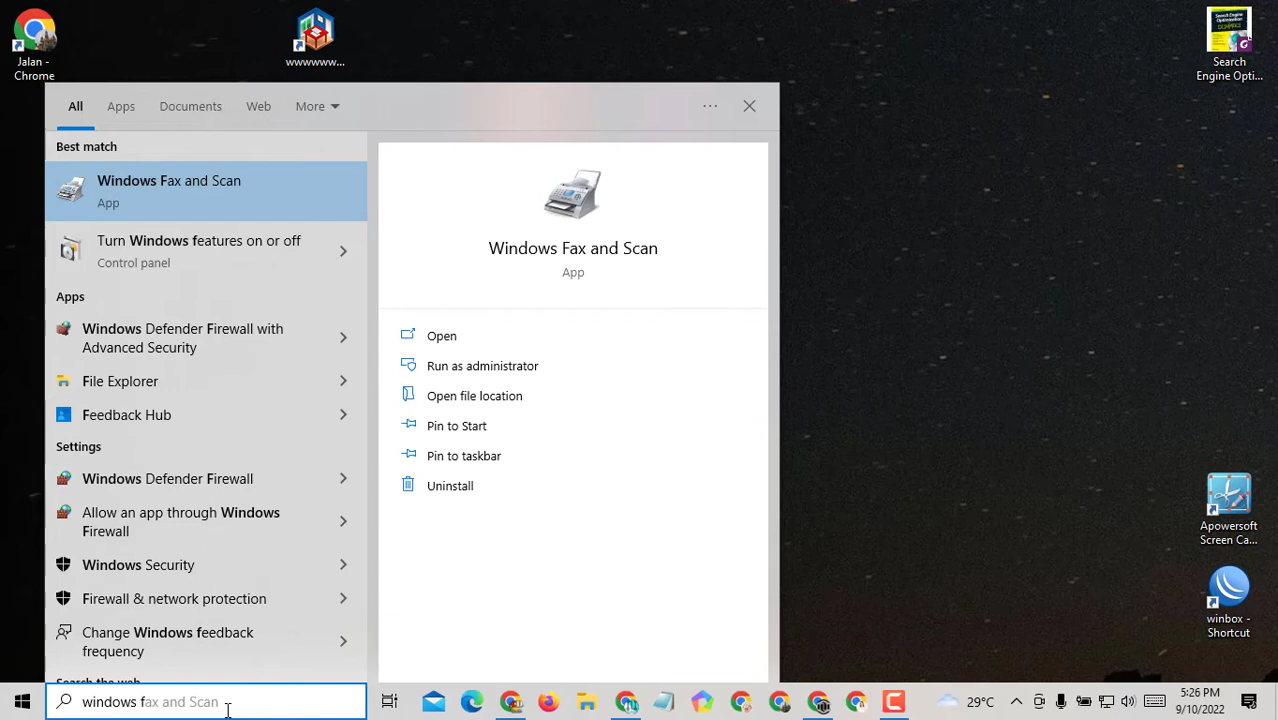 Jalan -
Chrome
wwwwww...
Search
Engine Opti...
All
Apps
Documents
Web
More
Best match
Windows Fax and Scan
App
Turn Windows features on or off
Control panel
Apps
Windows Defender Firewall with
Advanced Security
File Explorer
Feedback Hub
Settings
Windows Defender Firewall
Allow an app through Windows
Firewall
Windows Security
Firewall & network protection
Change Windows feedback
frequency
Search the web
Windows Fax and Scan
App
Open
Run as administrator
Open file location
Pin to Start
Pin to taskbar
Uninstall
Apowersoft
Screen Ca...
winbox -
Shortcut
windows fax and Scan
29°C
5:26 PM
9/10/2022